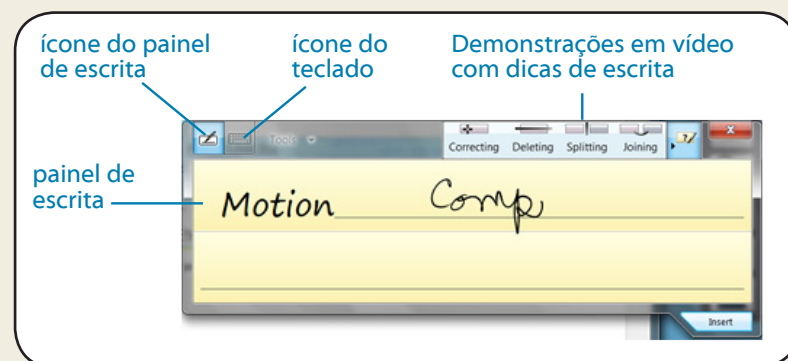 ícone do painel de escrita
ícone do teclado
Demonstrações em vídeo com dicas de escrita
Tools
Correcting Deleting Splitting Joining
painel de escrita
Motion Comp
Insert